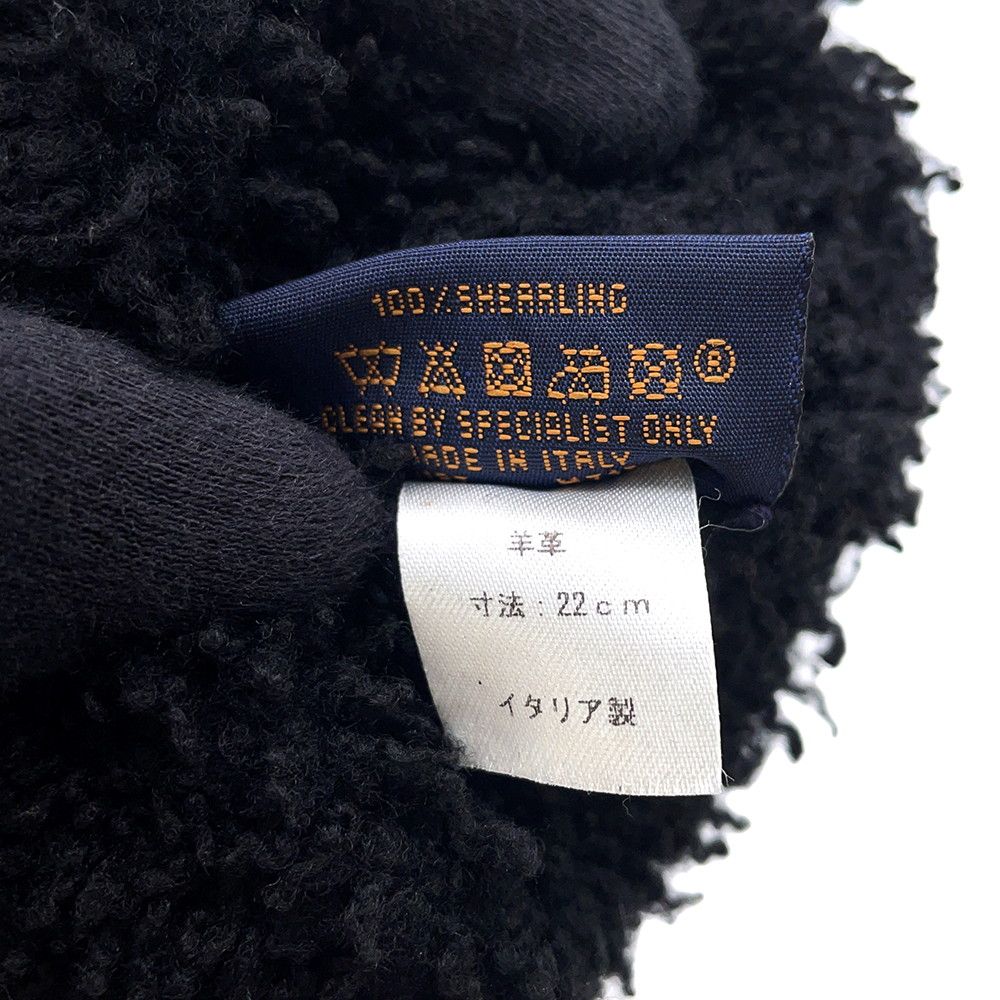 100% SHEARLING
CLEAN BY SPECIALIST ONLY
MADE IN ITALY
羊革
寸法：22cm
イタリア製